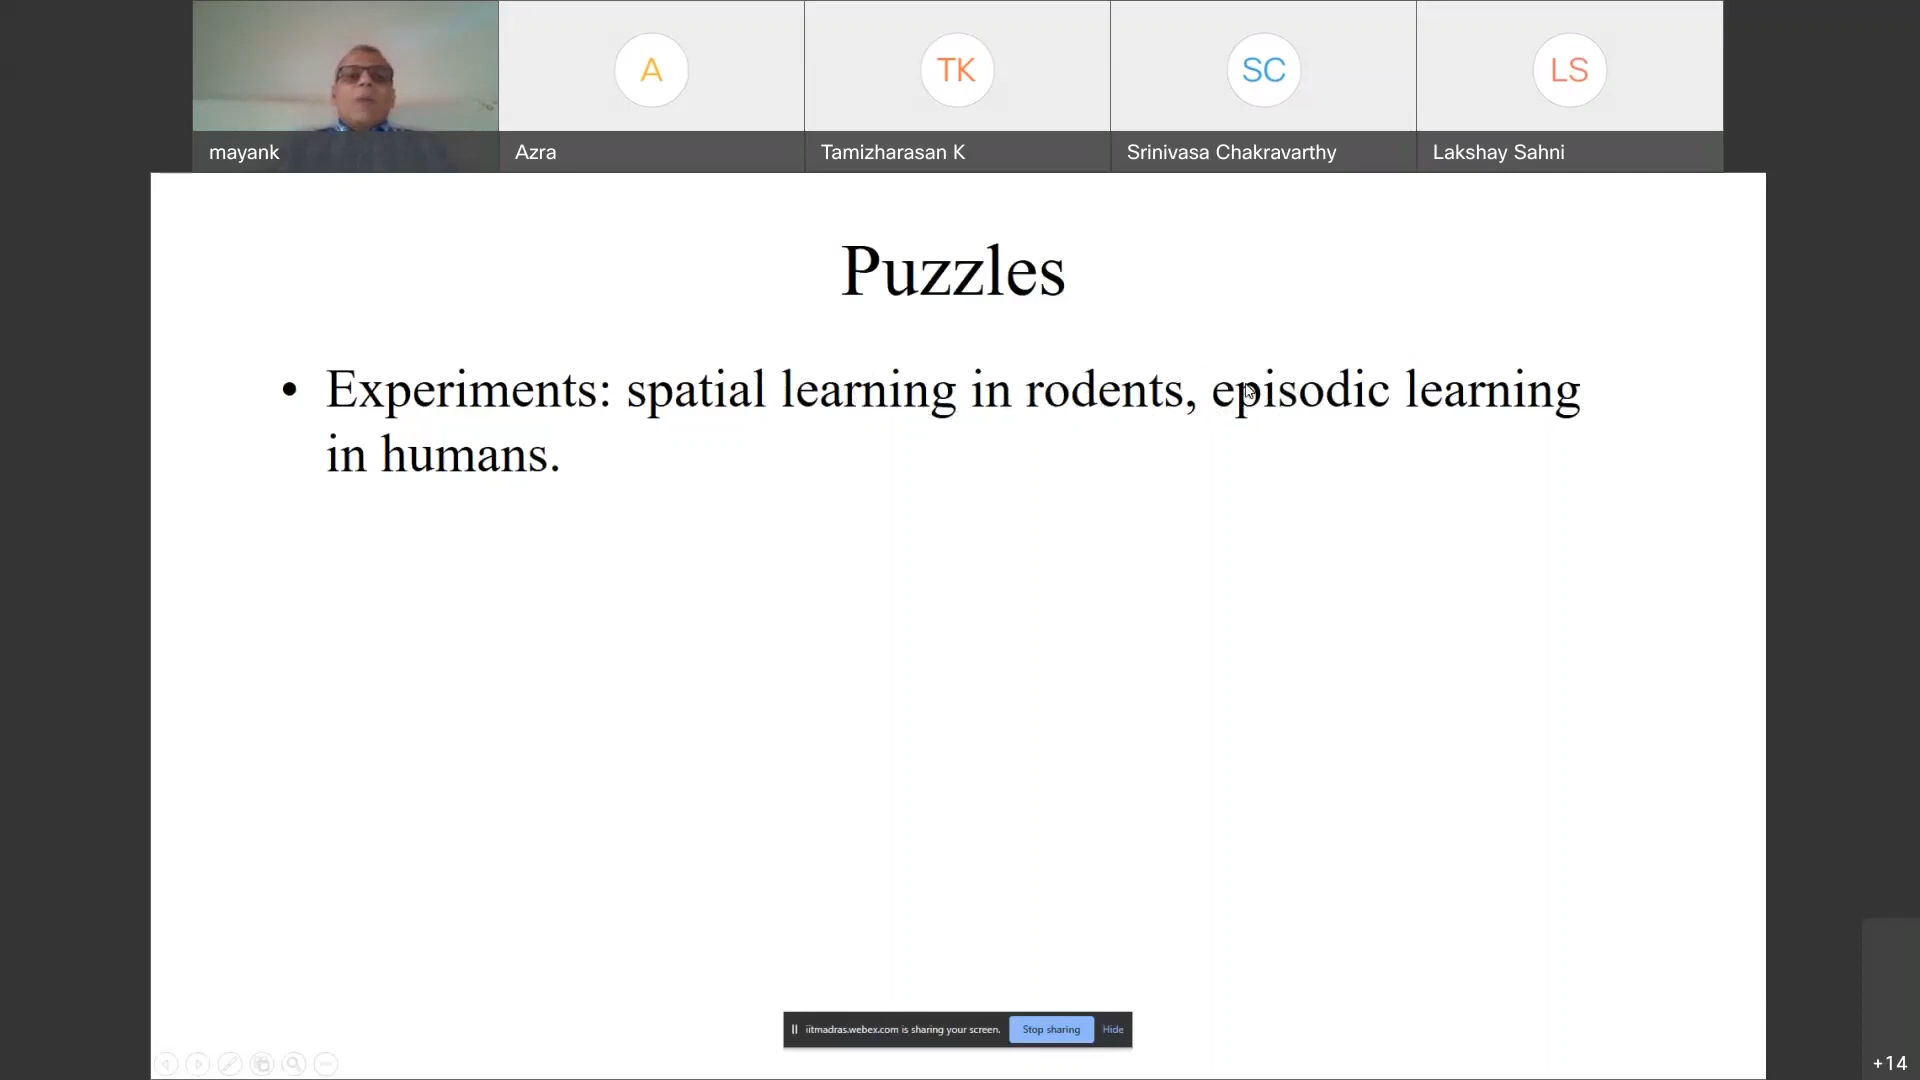 A
TK
SC
LS
mayank
Azra
Tamizharasan K
Srinivasa Chakravarthy
Lakshay Sahni
Puzzles
• Experiments: spatial learning in rodents, episodic learning
in humans.
iitmadras.webex.com is sharing your screen. Stop sharing Hide
+14